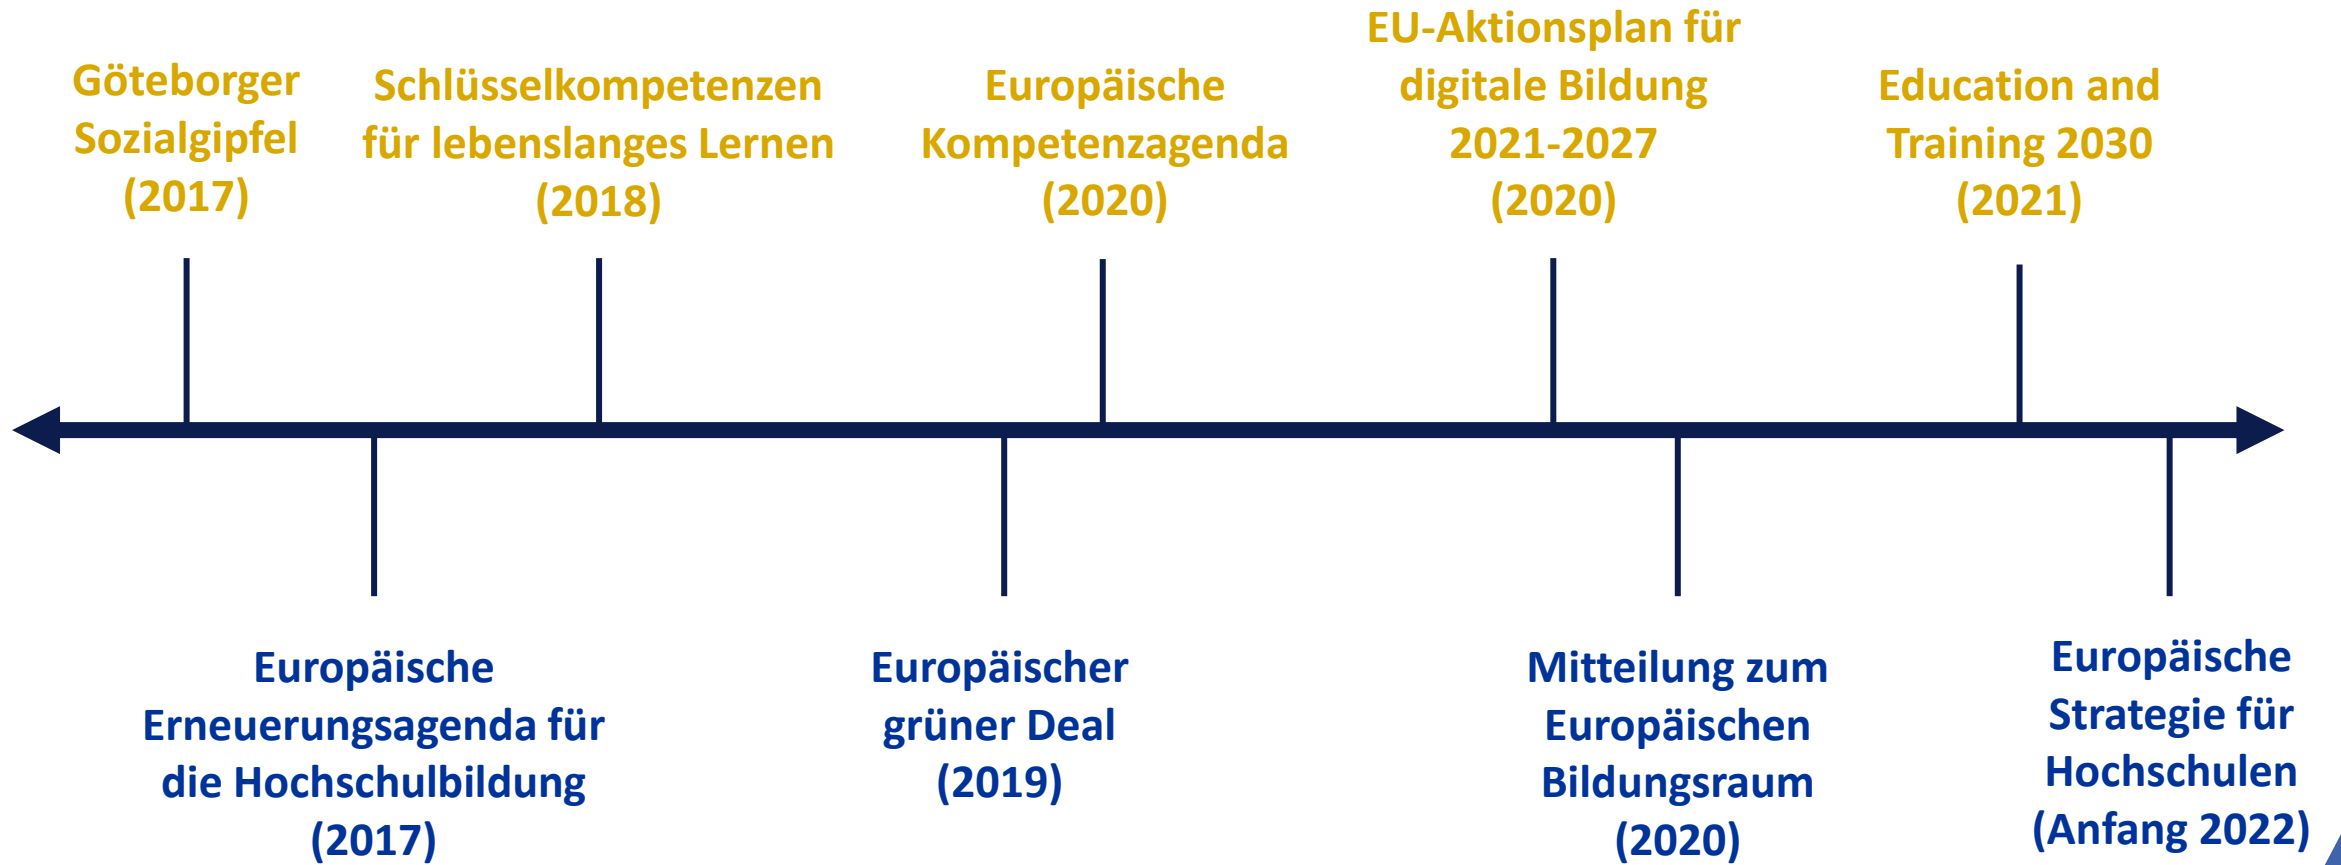 Göteborger
Sozialgipfel
(2017)
Schlüsselkompetenzen
für lebenslanges Lernen
(2018)
Europäische
Kompetenzagenda
(2020)
EU-Aktionsplan für
digitale Bildung
2021-2027
(2020)
Education and
Training 2030
(2021)
Europäische
Erneuerungsagenda für
die Hochschulbildung
(2017)
Europäischer
grüner Deal
(2019)
Mitteilung zum
Europäischen
Bildungsraum
(2020)
Europäische
Strategie für
Hochschulen
(Anfang 2022)